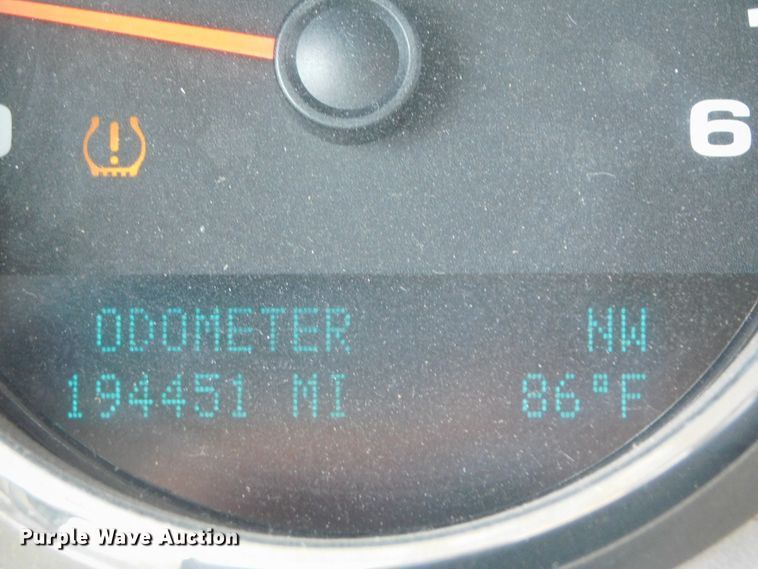 6
ODOMETER NW
194451 MI 86°F
Purple Wave Auction